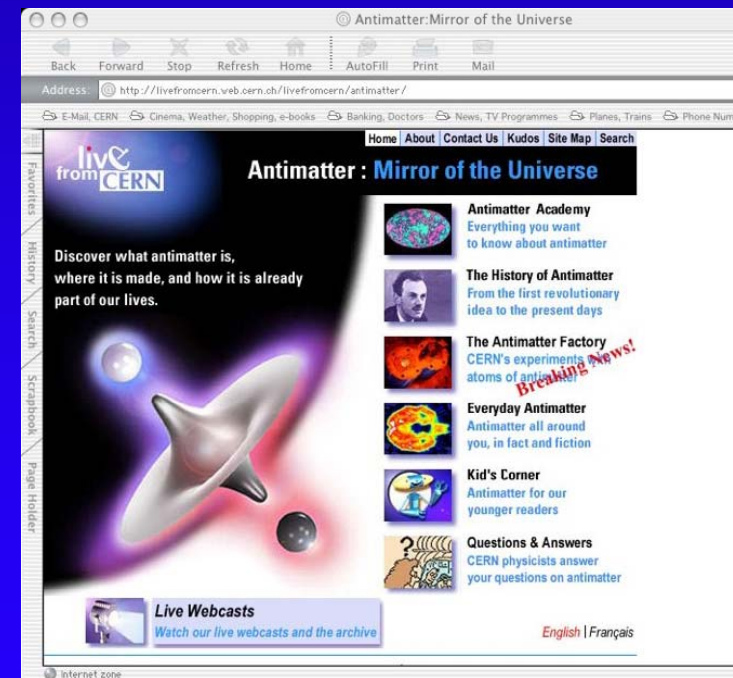 Antimatter:Mirror of the Universe
Back Forward Stop Refresh Home AutoFill Print Mail
Address: http://livefromcern.web.cern.ch/livefromcern/antimatter/
E-Mail, CERN Cinema, Weather, Shopping, e-books Banking, Doctors News, TV Programmes Planes, Trains Phone Num
Favorites
History
Search
Scrapbook
Page Holder
Home About Contact Us Kudos Site Map Search
live
from CERN
Antimatter : Mirror of the Universe
Discover what antimatter is,
where it is made, and how it is already
part of our lives.
Antimatter Academy
Everything you want
to know about antimatter
The History of Antimatter
From the first revolutionary
idea to the present days
The Antimatter Factory
CERN's experiments
atoms of
Breaking News!
Everyday Antimatter
Antimatter all around
you, in fact and fiction
Kid's Corner
Antimatter for our
younger readers
Questions & Answers
CERN physicists answer
your questions on antimatter
Live Webcasts
Watch our live webcasts and the archive
English | Français
Internet zone